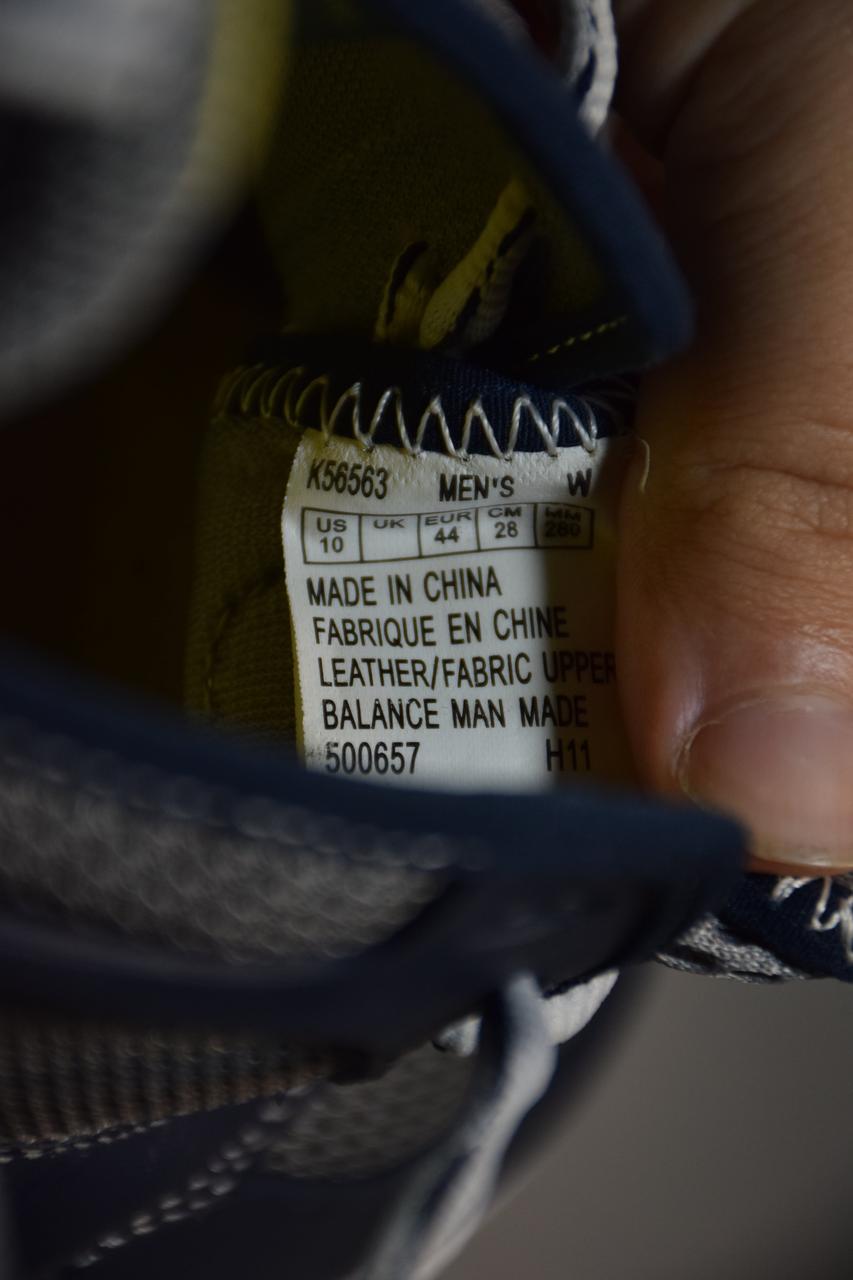 K56563 MEN'S W
US UK EUR CM MM
10 44 28 280
MADE IN CHINA
FABRIQUE EN CHINE
LEATHER/FABRIC UPPER
BALANCE MAN MADE
500657 H11